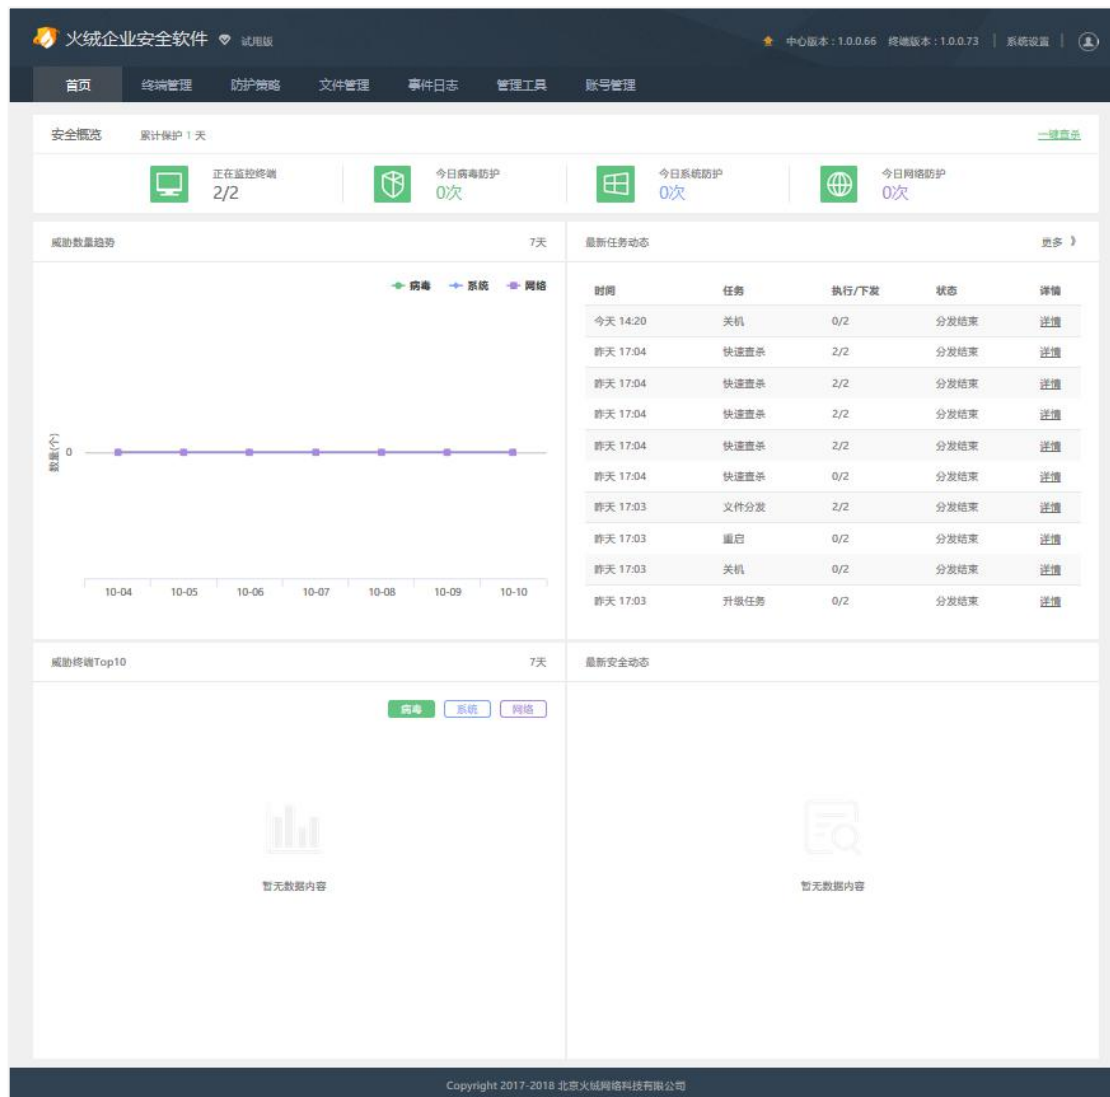 火绒企业安全软件 试用版
中心版本 : 1.0.0.66 终端版本 : 1.0.0.73 | 系统设置 |
首页 终端管理 防护策略 文件管理 事件日志 管理工具 账号管理
安全概览 累计保护 1 天 一键查杀
正在监控终端
2/2
今日病毒防护
0次
今日系统防护
0次
今日网络防护
0次
威胁数量趋势 7天
病毒 系统 网络
数量(个)
0
10-04 10-05 10-06 10-07 10-08 10-09 10-10
最新任务动态 更多 》
时间 任务 执行/下发 状态 详情
今天 14:20 关机 0/2 分发结束 详情
昨天 17:04 快速查杀 2/2 分发结束 详情
昨天 17:04 快速查杀 2/2 分发结束 详情
昨天 17:04 快速查杀 2/2 分发结束 详情
昨天 17:04 快速查杀 2/2 分发结束 详情
昨天 17:04 快速查杀 0/2 分发结束 详情
昨天 17:03 文件分发 2/2 分发结束 详情
昨天 17:03 重启 0/2 分发结束 详情
昨天 17:03 关机 0/2 分发结束 详情
昨天 17:03 升级任务 0/2 分发结束 详情
威胁终端Top10 7天
病毒 系统 网络
暂无数据内容
最新安全动态
暂无数据内容
Copyright 2017-2018 北京火绒网络科技有限公司